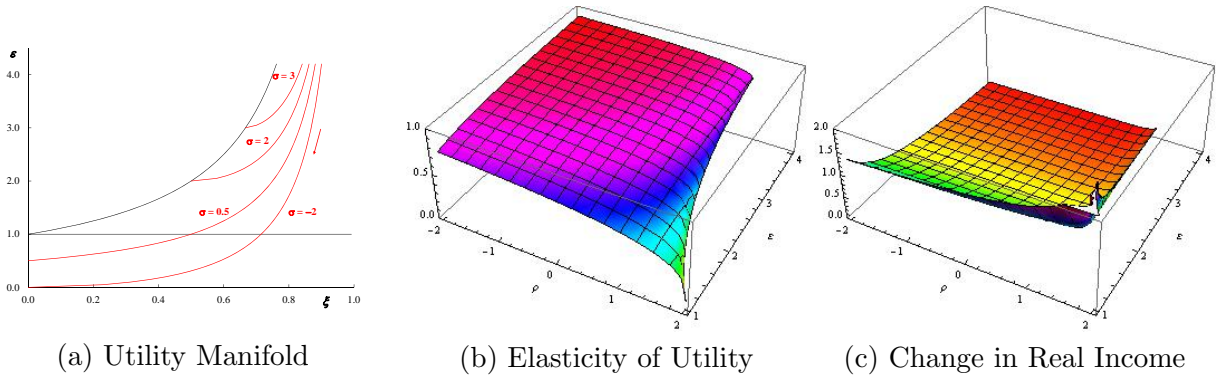 ε
4.0
3.0
2.0
1.0
0.0
0.0 0.2 0.4 0.6 0.8 1.0
ξ
σ = 3
σ = 2
σ = 0.5
σ = −2
(a) Utility Manifold
1.0
0.5
0.0
−2
−1
0
1
2
ρ
1
2
3
4
ε
(b) Elasticity of Utility
2.0
1.5
1.0
0.5
0.0
−2
−1
0
1
2
ρ
1
2
3
4
ε
(c) Change in Real Income